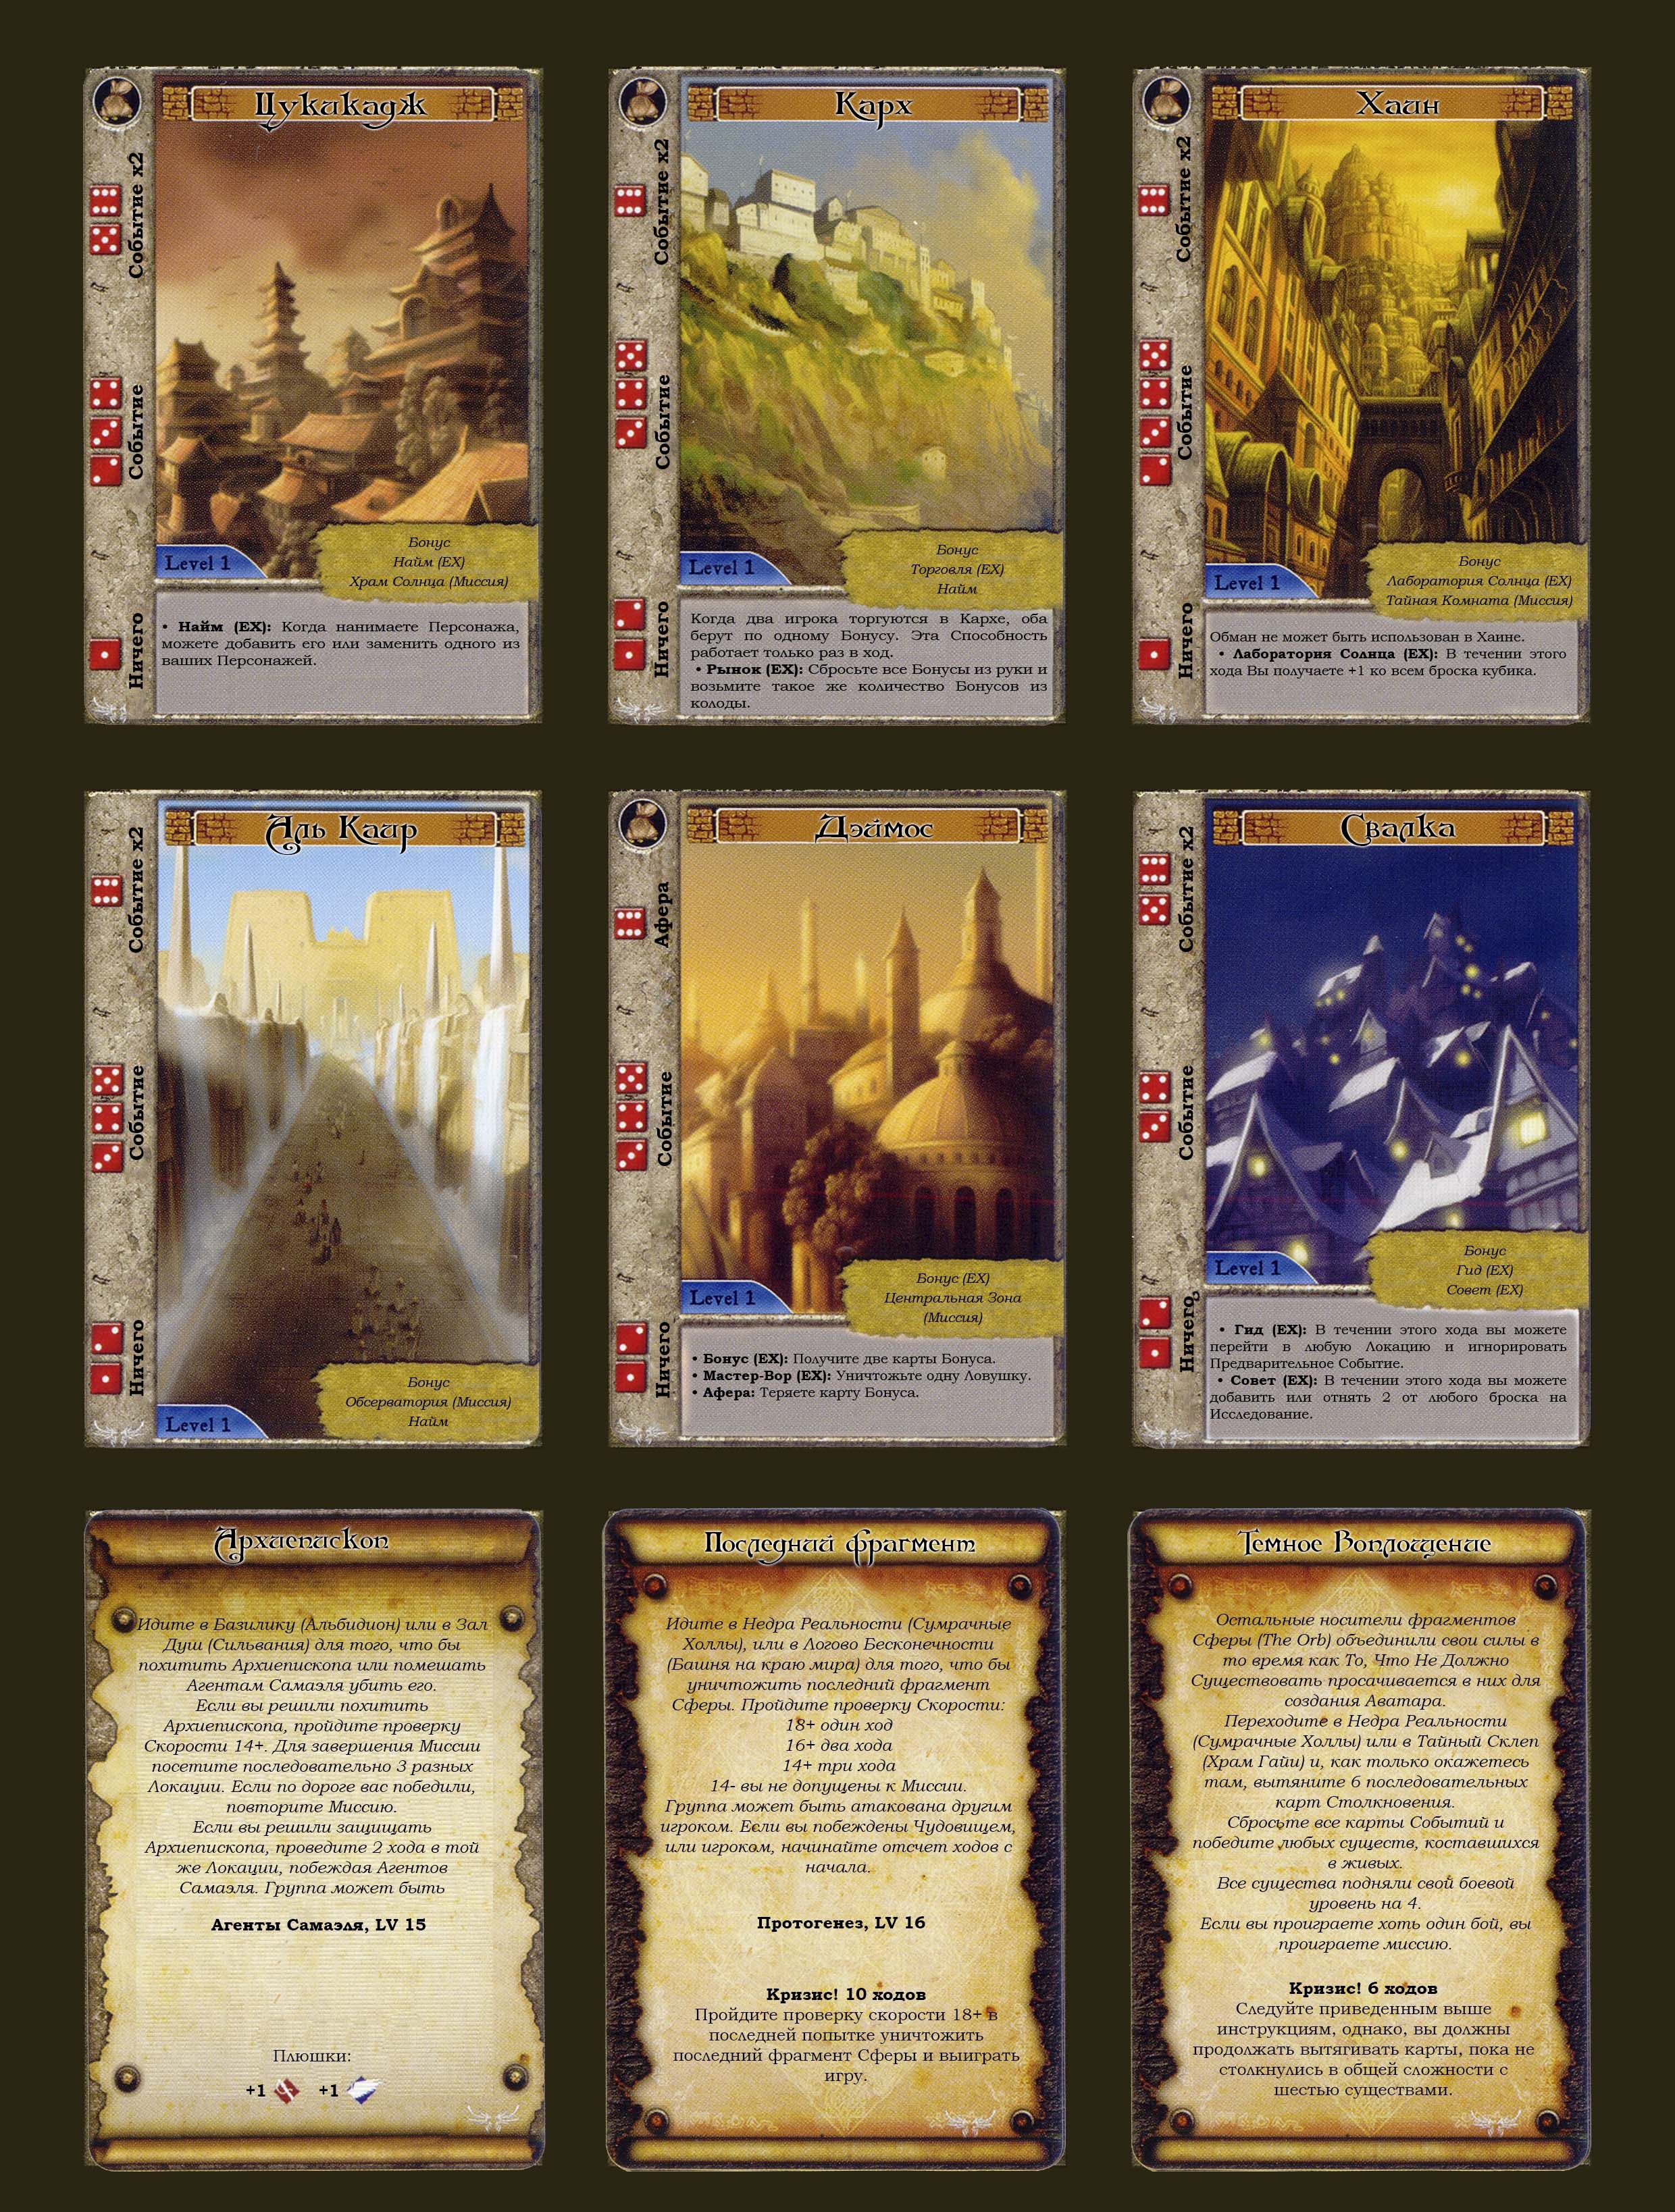 Цукикадж
Событие x2
Событие
Ничего
Level 1
Бонус
Найм (EX)
Храм Солнца (Миссия)
• Найм (EX): Когда нанимаете Персонажа,
можете добавить его или заменить одного из
ваших Персонажей.
Карх
Событие x2
Событие
Ничего
Level 1
Бонус
Торговля (EX)
Найм
Когда два игрока торгуются в Кархе, оба
берут по одному Бонусу. Эта Способность
работает только раз в ход.
• Рынок (EX): Сбросьте все Бонусы из руки и
возьмите такое же количество Бонусов из
колоды.
Хаин
Событие x2
Событие
Ничего
Level 1
Бонус
Лаборатория Солнца (EX)
Тайная Комната (Миссия)
Обман не может быть использован в Хаине.
• Лаборатория Солнца (EX): В течении этого
хода Вы получаете +1 ко всем броска кубика.
Аль Каир
Событие x2
Событие
Ничего
Level 1
Бонус
Обсерватория (Миссия)
Найм
Дэймос
Афера
Событие
Ничего
Level 1
Бонус (EX)
Центральная Зона
(Миссия)
• Бонус (EX): Получите две карты Бонуса.
• Мастер-Вор (EX): Уничтожьте одну Ловушку.
• Афера: Теряете карту Бонуса.
Свалка
Событие x2
Событие
Ничего
Level 1
Бонус
Гид (EX)
Совет (EX)
• Гид (EX): В течении этого хода вы можете
перейти в любую Локацию и игнорировать
Предварительное Событие.
• Совет (EX): В течении этого хода вы можете
добавить или отнять 2 от любого броска на
Исследование.
Архиепископ
Идите в Базилику (Альбидион) или в Зал
Душ (Сильвания) для того, что бы
похитить Архиепископа или помешать
Агентам Самаэля убить его.
Если вы решили похитить
Архиепископа, пройдите проверку
Скорости 14+. Для завершения Миссии
посетите последовательно 3 разных
Локации. Если по дороге вас победили,
повторите Миссию.
Если вы решили защищать
Архиепископа, проведите 2 хода в той
же Локации, побеждая Агентов
Самаэля. Группа может быть
Агенты Самаэля, LV 15
Плюшки:
+1 +1
Последний фрагмент
Идите в Недра Реальности (Сумрачные
Холлы), или в Логово Бесконечности
(Башня на краю мира) для того, что бы
уничтожить последний фрагмент
Сферы. Пройдите проверку Скорости:
18+ один ход
16+ два хода
14+ три хода
14- вы не допущены к Миссии.
Группа может быть атакована другим
игроком. Если вы побеждены Чудовищем,
или игроком, начинайте отсчет ходов с
начала.
Протогенез, LV 16
Кризис! 10 ходов
Пройдите проверку скорости 18+ в
последней попытке уничтожить
последний фрагмент Сферы и выиграть
игру.
Темное Воплощение
Остальные носители фрагментов
Сферы (The Orb) объединили свои силы в
то время как То, Что Не Должно
Существовать просачивается в них для
создания Аватара.
Переходите в Недра Реальности
(Сумрачные Холлы) или в Тайный Склеп
(Храм Гайи) и, как только окажетесь
там, вытяните 6 последовательных
карт Столкновения.
Сбросьте все карты Событий и
победите любых существ, коставшихся
в живых.
Все существа подняли свой боевой
уровень на 4.
Если вы проиграете хоть один бой, вы
проиграете миссию.
Кризис! 6 ходов
Следуйте приведенным выше
инструкциям, однако, вы должны
продолжать вытягивать карты, пока не
столкнулись в общей сложности с
шестью существами.